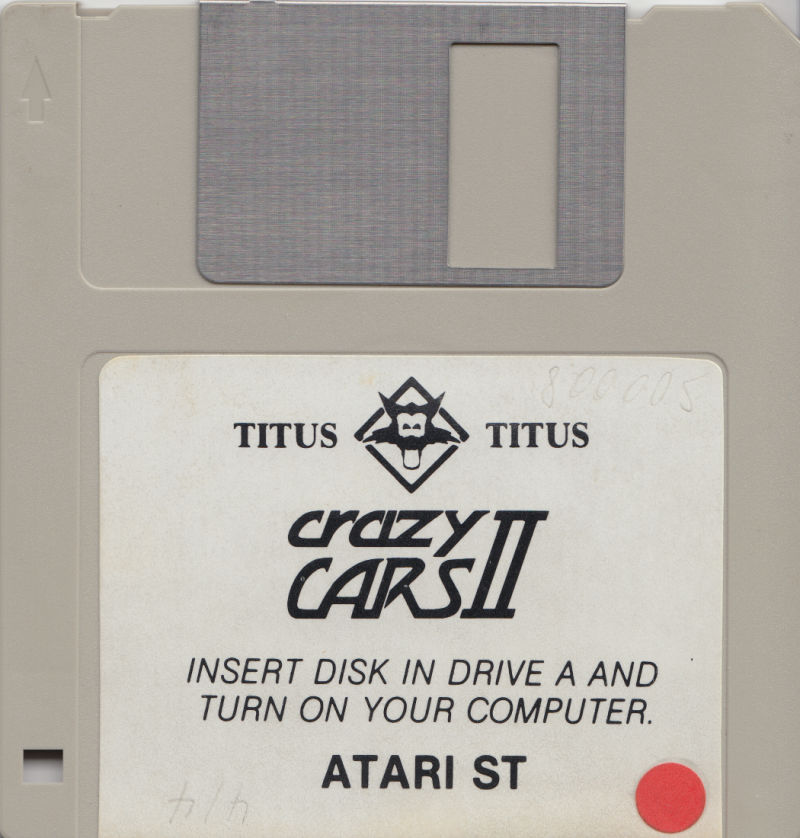 800005
TITUS TITUS
crazy
CARS II
INSERT DISK IN DRIVE A AND
TURN ON YOUR COMPUTER.
ATARI ST
4/4